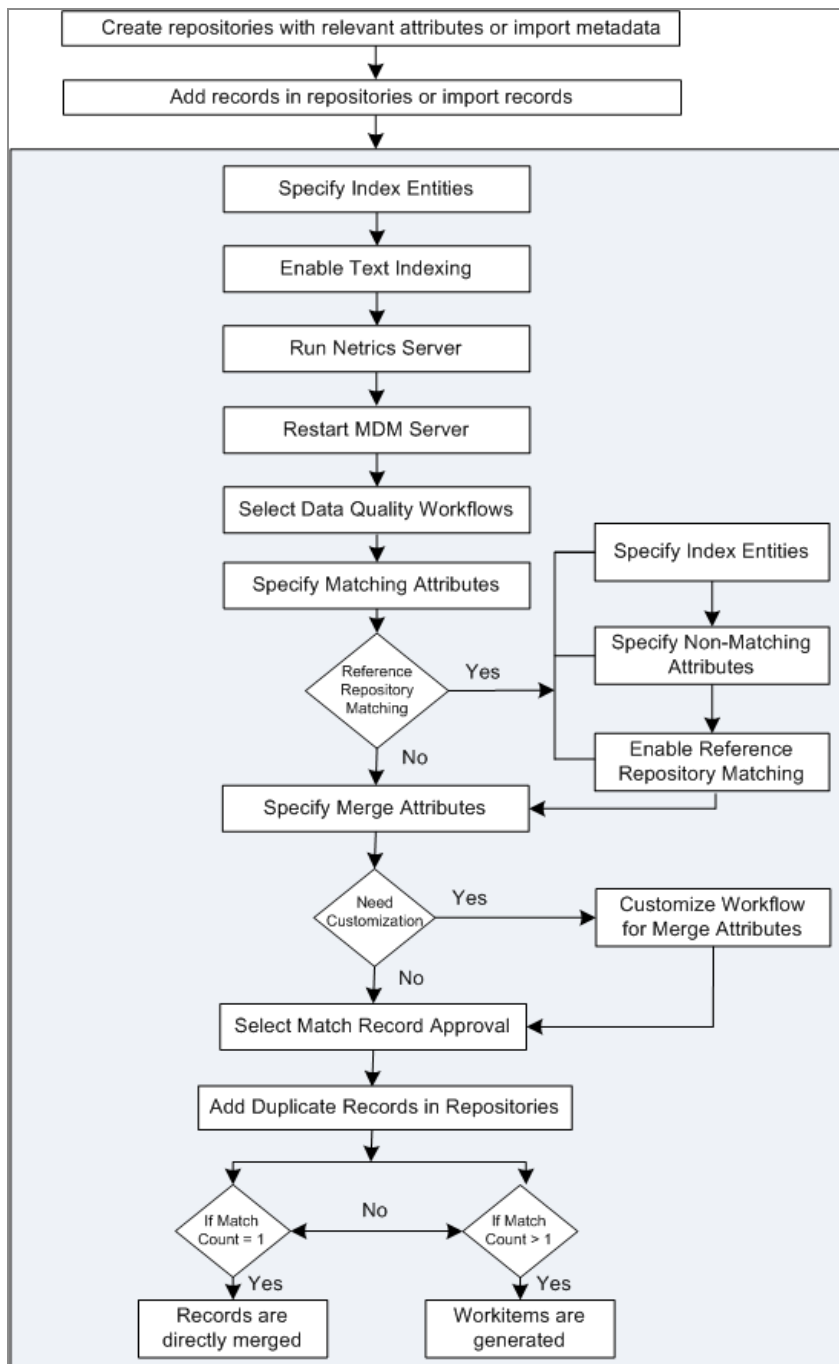 Create repositories with relevant attributes or import metadata
Add records in repositories or import records
Specify Index Entities
Enable Text Indexing
Run Netrics Server
Restart MDM Server
Select Data Quality Workflows
Specify Matching Attributes
Reference
Repository
Matching
Yes
Specify Index Entities
Specify Non-Matching
Attributes
Enable Reference
Repository Matching
No
Specify Merge Attributes
Need
Customization
Yes
Customize Workflow
for Merge Attributes
No
Select Match Record Approval
Add Duplicate Records in Repositories
If Match
Count = 1
No
If Match
Count > 1
Yes
Yes
Records are
directly merged
Workitems are
generated